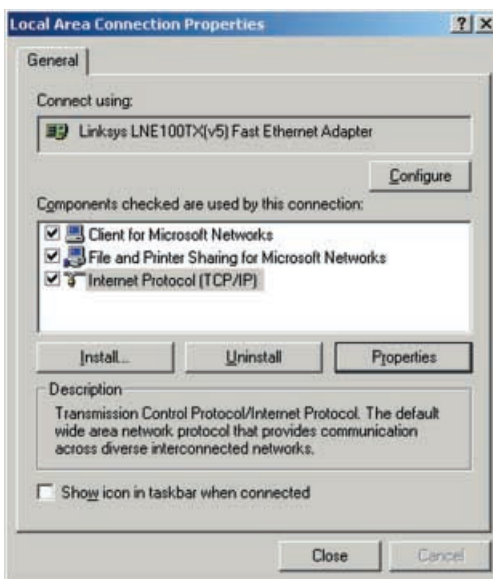 Local Area Connection Properties
General
Connect using:
Linksys LNE100TX(v5) Fast Ethernet Adapter
Configure
Components checked are used by this connection:
Client for Microsoft Networks
File and Printer Sharing for Microsoft Networks
Internet Protocol (TCP/IP)
Install...
Uninstall
Properties
Description
Transmission Control Protocol/Internet Protocol. The default
wide area network protocol that provides communication
across diverse interconnected networks.
Show icon in taskbar when connected
Close
Cancel